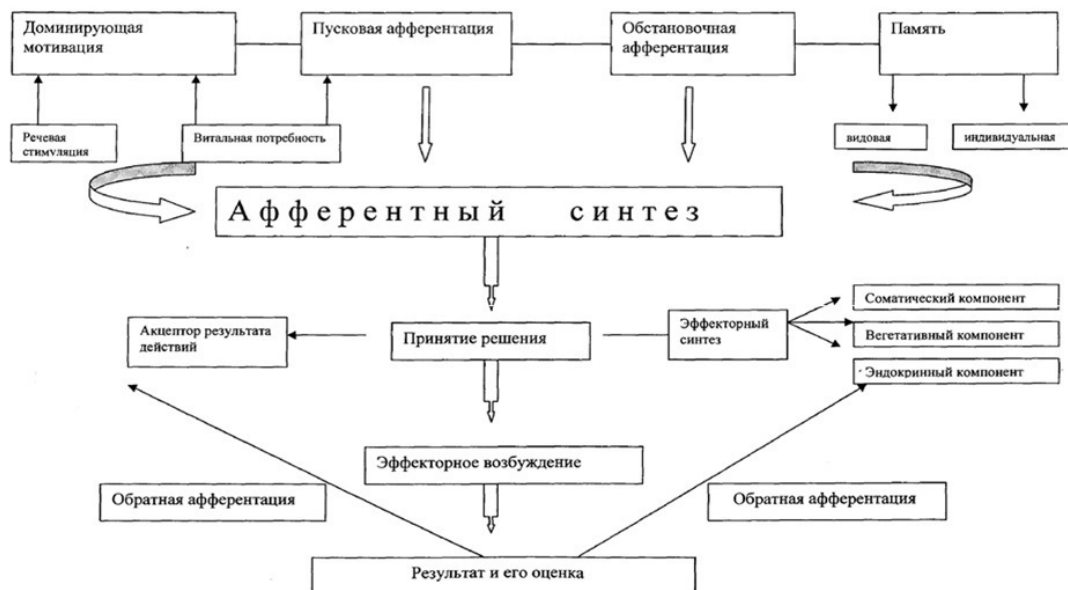 Доминирующая
мотивация
Пусковая афферентация
Обстановочная
афферентация
Память
Речевая
стимуляция
Витальная потребность
видовая
индивидуальная
Афферентный синтез
Акцептор результата
действий
Принятие решения
Эффекторный
синтез
Соматический компонент
Вегетативный компонент
Эндокринный компонент
Эффекторное возбуждение
Обратная афферентация
Обратная афферентация
Результат и его оценка